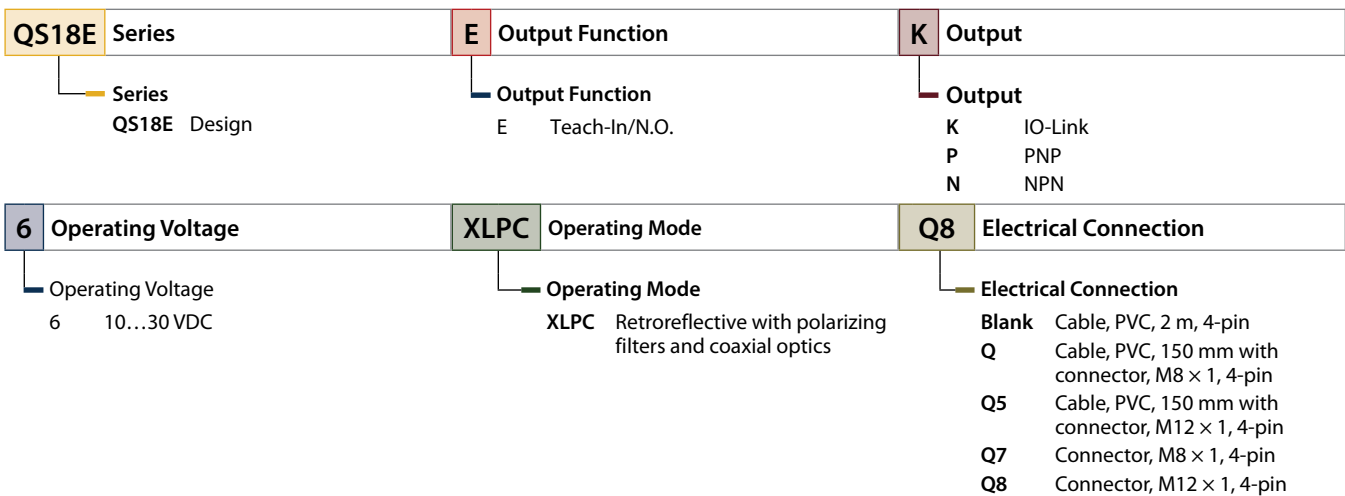 QS18E Series
E Output Function
K Output
Series
QS18E Design
Output Function
E Teach-In/N.O.
Output
K IO-Link
P PNP
N NPN
6 Operating Voltage
XLPC Operating Mode
Q8 Electrical Connection
Operating Voltage
6 10…30 VDC
Operating Mode
XLPC Retroreflective with polarizing
filters and coaxial optics
Electrical Connection
Blank Cable, PVC, 2 m, 4-pin
Q Cable, PVC, 150 mm with
connector, M8 × 1, 4-pin
Q5 Cable, PVC, 150 mm with
connector, M12 × 1, 4-pin
Q7 Connector, M8 × 1, 4-pin
Q8 Connector, M12 × 1, 4-pin